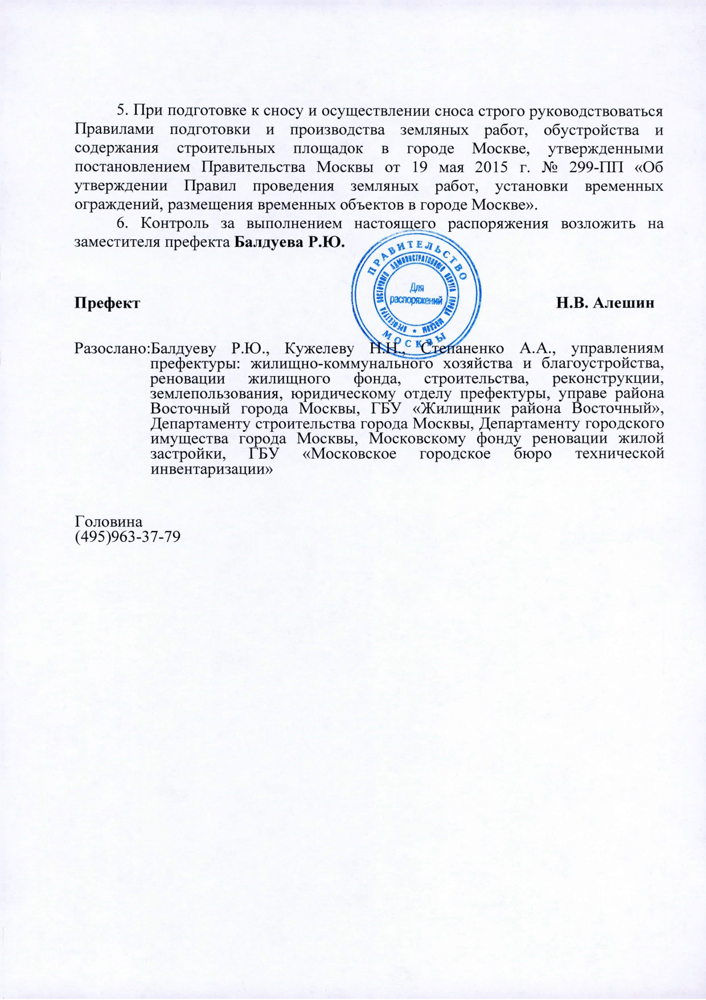 5. При подготовке к сносу и осуществлении сноса строго руководствоваться
Правилами подготовки и производства земляных работ, обустройства и
содержания строительных площадок в городе Москве, утвержденными
постановлением Правительства Москвы от 19 мая 2015 г. № 299-ПП «Об
утверждении Правил проведения земляных работ, установки временных
ограждений, размещения временных объектов в городе Москве».
6. Контроль за выполнением настоящего распоряжения возложить на
заместителя префекта Балдуева Р.Ю.
ПРАВИТЕЛЬСТВО
МОСКВЫ
ПРЕФЕКТУРА ВОСТОЧНОГО АДМИНИСТРАТИВНОГО ОКРУГА ГОРОДА МОСКВЫ
Для
распоряжений
Префект Н.В. Алешин
Разослано:Балдуеву Р.Ю., Кужелеву Н.Н., Степаненко А.А., управлениям
префектуры: жилищно-коммунального хозяйства и благоустройства,
реновации жилищного фонда, строительства, реконструкции,
землепользования, юридическому отделу префектуры, управе района
Восточный города Москвы, ГБУ «Жилищник района Восточный»,
Департаменту строительства города Москвы, Департаменту городского
имущества города Москвы, Московскому фонду реновации жилой
застройки, ГБУ «Московское городское бюро технической
инвентаризации»
Головина
(495)963-37-79